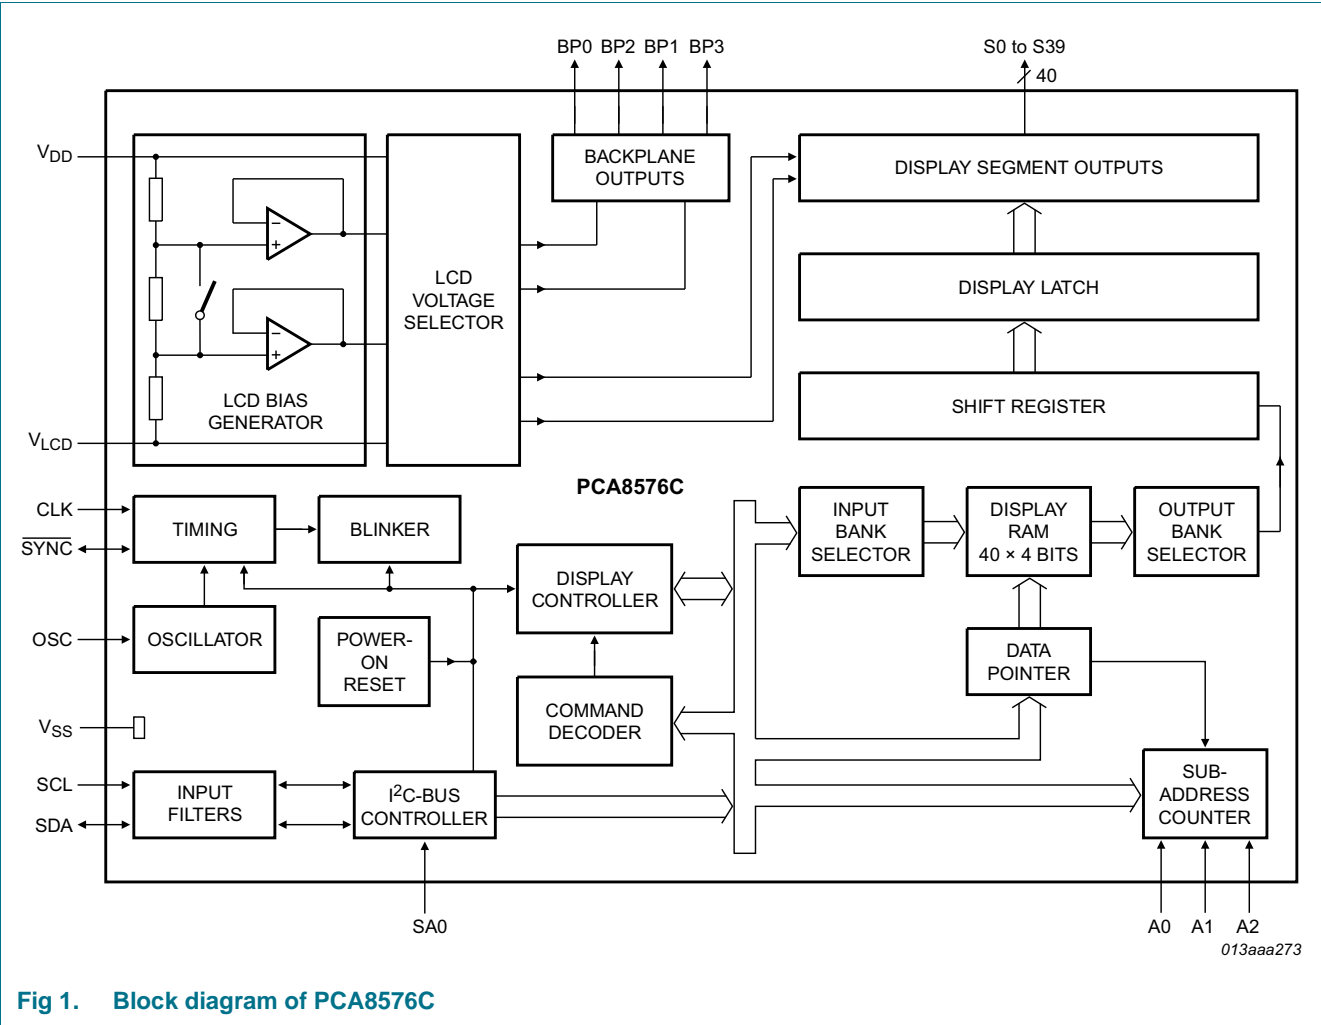 BP0 BP2 BP1 BP3
S0 to S39
40
VDD
BACKPLANE
OUTPUTS
DISPLAY SEGMENT OUTPUTS
−
+
LCD
VOLTAGE
SELECTOR
DISPLAY LATCH
−
+
LCD BIAS
GENERATOR
SHIFT REGISTER
VLCD
PCA8576C
CLK
SYNC
TIMING
BLINKER
INPUT
BANK
SELECTOR
DISPLAY
RAM
40 × 4 BITS
OUTPUT
BANK
SELECTOR
DISPLAY
CONTROLLER
OSC
OSCILLATOR
POWER-
ON
RESET
DATA
POINTER
COMMAND
DECODER
VSS
SCL
SDA
INPUT
FILTERS
I2C-BUS
CONTROLLER
SUB-
ADDRESS
COUNTER
SA0
A0 A1 A2
013aaa273
Fig 1. Block diagram of PCA8576C